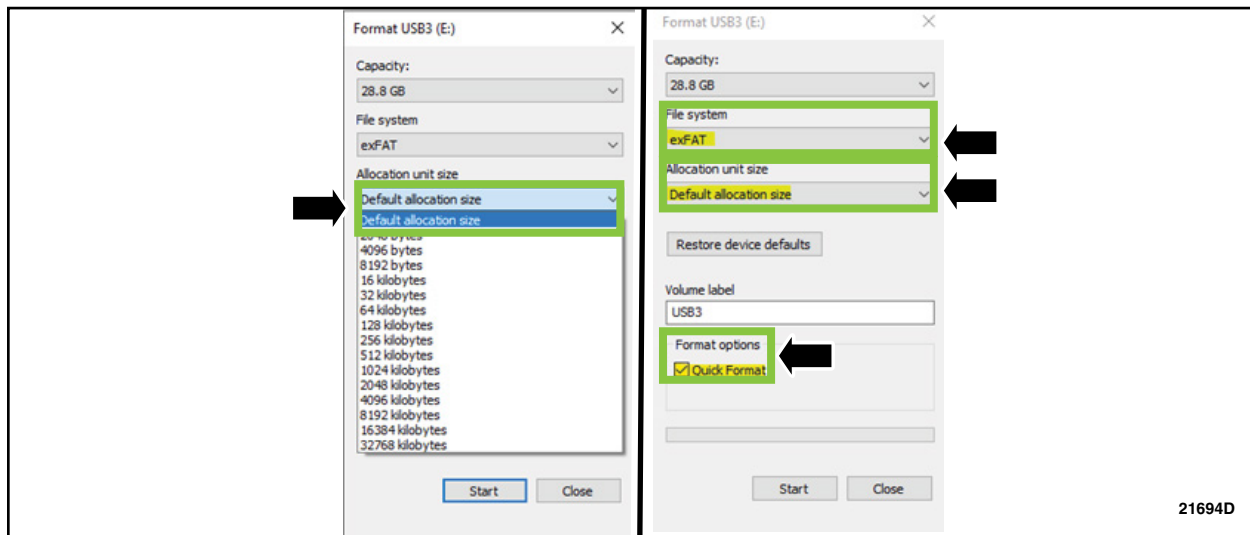 Format USB3 (E:)
Capacity:
28.8 GB
File system
exFAT
Allocation unit size
Default allocation size
Default allocation size
2048 bytes
4096 bytes
8192 bytes
16 kilobytes
32 kilobytes
64 kilobytes
128 kilobytes
256 kilobytes
512 kilobytes
1024 kilobytes
2048 kilobytes
4096 kilobytes
8192 kilobytes
16384 kilobytes
32768 kilobytes
Start Close
Format USB3 (E:)
Capacity:
28.8 GB
File system
exFAT
Allocation unit size
Default allocation size
Restore device defaults
Volume label
USB3
Format options
Quick Format
Start Close
21694D